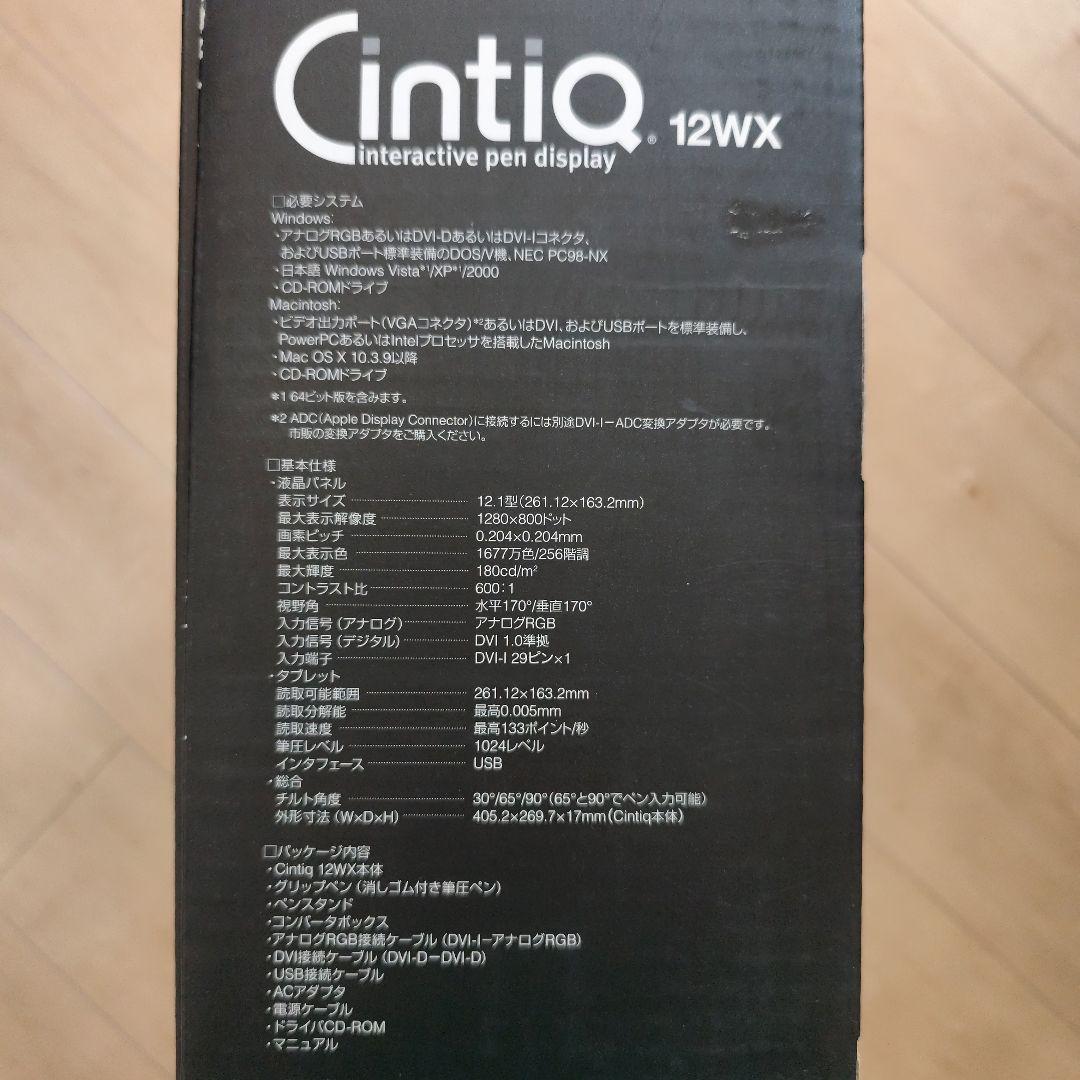 Cintiq® 12WX
interactive pen display
□必要システム
Windows:
・アナログRGBあるいはDVI-DあるいはDVI-Iコネクタ、
およびUSBポート標準装備のDOS/V機、NEC PC98-NX
・日本語 Windows Vista*1/XP*1/2000
・CD-ROMドライブ
Macintosh:
・ビデオ出力ポート(VGAコネクタ)*2あるいはDVI、およびUSBポートを標準装備し、
PowerPCあるいはIntelプロセッサを搭載したMacintosh
・Mac OS X 10.3.9以降
・CD-ROMドライブ
*1 64ビット版を含みます。
*2 ADC(Apple Display Connector)に接続するには別途DVI-I－ADC変換アダプタが必要です。
市販の変換アダプタをご購入ください。
□基本仕様
・液晶パネル
表示サイズ 12.1型(261.12×163.2mm)
最大表示解像度 1280×800ドット
画素ピッチ 0.204×0.204mm
最大表示色 1677万色/256階調
最大輝度 180cd/m²
コントラスト比 600:1
視野角 水平170°/垂直170°
入力信号(アナログ) アナログRGB
入力信号(デジタル) DVI 1.0準拠
入力端子 DVI-I 29ピン×1
・タブレット
読取可能範囲 261.12×163.2mm
読取分解能 最高0.005mm
読取速度 最高133ポイント/秒
筆圧レベル 1024レベル
インタフェース USB
・総合
チルト角度 30°/65°/90°(65°と90°でペン入力可能)
外形寸法(W×D×H) 405.2×269.7×17mm(Cintiq本体)
□パッケージ内容
・Cintiq 12WX本体
・グリップペン(消しゴム付き筆圧ペン)
・ペンスタンド
・コンバータボックス
・アナログRGB接続ケーブル(DVI-I－アナログRGB)
・DVI接続ケーブル(DVI-D－DVI-D)
・USB接続ケーブル
・ACアダプタ
・電源ケーブル
・ドライバCD-ROM
・マニュアル